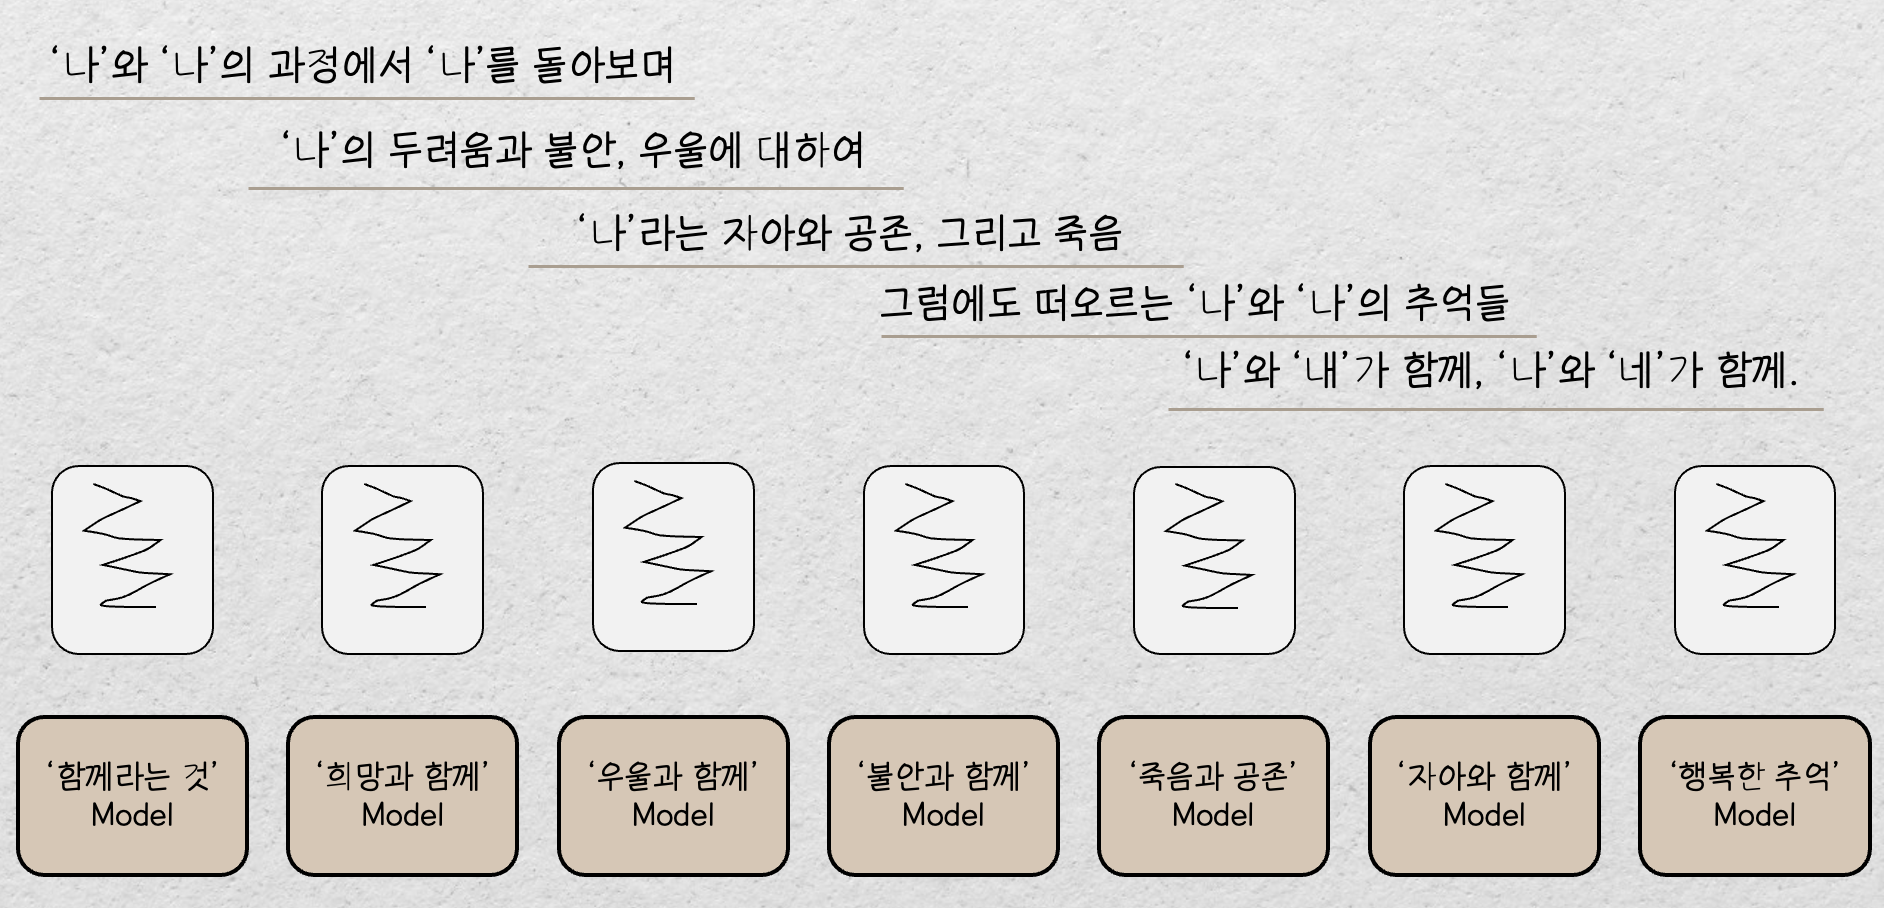 ‘나’와 ‘나’의 과정에서 ‘나’를 돌아보며
‘나’의 두려움과 불안, 우울에 대하여
‘나’라는 자아와 공존, 그리고 죽음
그럼에도 떠오르는 ‘나’와 ‘나’의 추억들
‘나’와 ‘내’가 함께, ‘나’와 ‘네’가 함께.
‘함께라는 것’
Model
‘희망과 함께’
Model
‘우울과 함께’
Model
‘불안과 함께’
Model
‘죽음과 공존’
Model
‘자아와 함께’
Model
‘행복한 추억’
Model